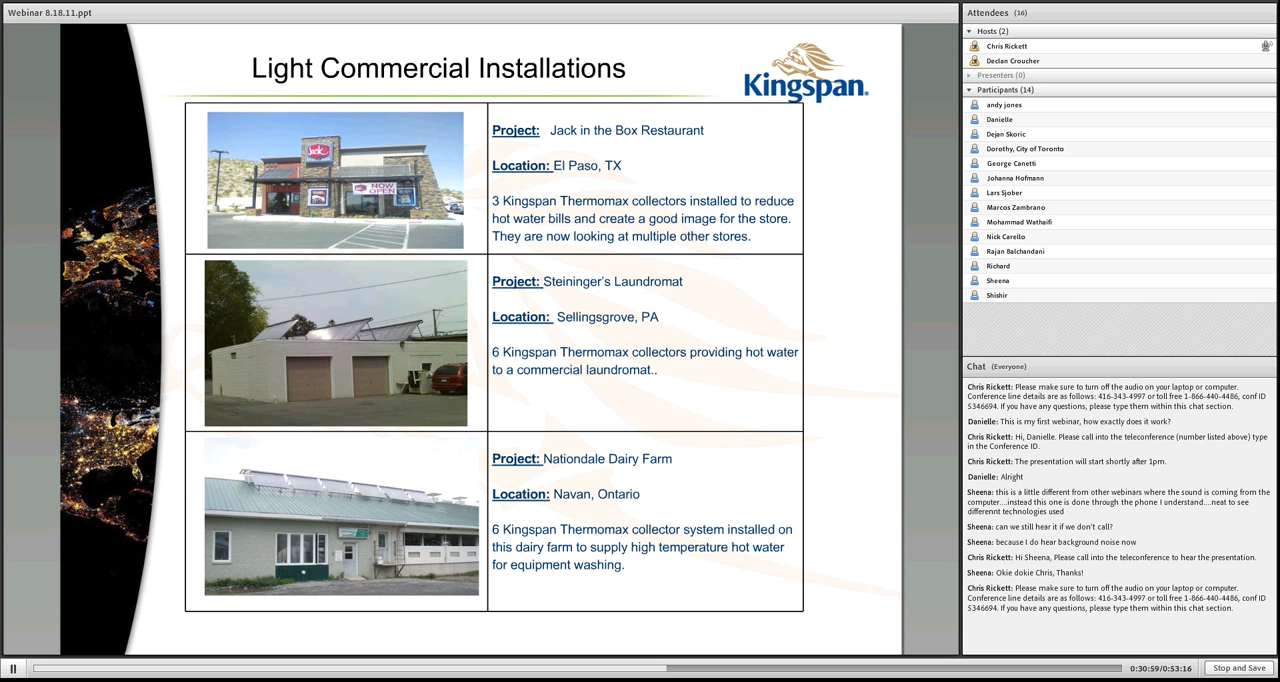 Webinar 8.18.11.ppt
Light Commercial Installations
Kingspan.
Jack
NOW
OPEN
Project: Jack in the Box Restaurant
Location: El Paso, TX
3 Kingspan Thermomax collectors installed to reduce
hot water bills and create a good image for the store.
They are now looking at multiple other stores.
Project: Steininger's Laundromat
Location: Sellingsgrove, PA
6 Kingspan Thermomax collectors providing hot water
to a commercial laundromat..
Project: Nationdale Dairy Farm
Location: Navan, Ontario
6 Kingspan Thermomax collector system installed on
this dairy farm to supply high temperature hot water
for equipment washing.
Attendees (16)
Hosts (2)
Chris Rickett
Declan Croucher
Presenters (0)
Participants (14)
andy jones
Danielle
Dejan Skoric
Dorothy, City of Toronto
George Canetti
Johanna Hofmann
Lars Sjober
Marcos Zambrano
Mohammad Wathaifi
Nick Carello
Rajan Balchandani
Richard
Sheena
Shishir
Chat (Everyone)
Chris Rickett: Please make sure to turn off the audio on your laptop or computer.
Conference line details are as follows: 416-343-4997 or toll free 1-866-440-4486, conf ID
5346694. If you have any questions, please type them within this chat section.
Danielle: This is my first webinar, how exactly does it work?
Chris Rickett: Hi, Danielle. Please call into the teleconference (number listed above) type
in the Conference ID.
Chris Rickett: The presentation will start shortly after 1pm.
Danielle: Alright
Sheena: this is a little different from other webinars where the sound is coming from the
computer....instead this one is done through the phone I understand....neat to see
differennt technologies used
Sheena: can we still hear it if we don't call?
Sheena: because I do hear background noise now
Chris Rickett: Hi Sheena, Please call into the teleconference to hear the presentation.
Sheena: Okie dokie Chris, Thanks!
Chris Rickett: Please make sure to turn off the audio on your laptop or computer.
Conference line details are as follows: 416-343-4997 or toll free 1-866-440-4486, conf ID
5346694. If you have any questions, please type them within this chat section.
0:30:59/0:53:16
Stop and Save